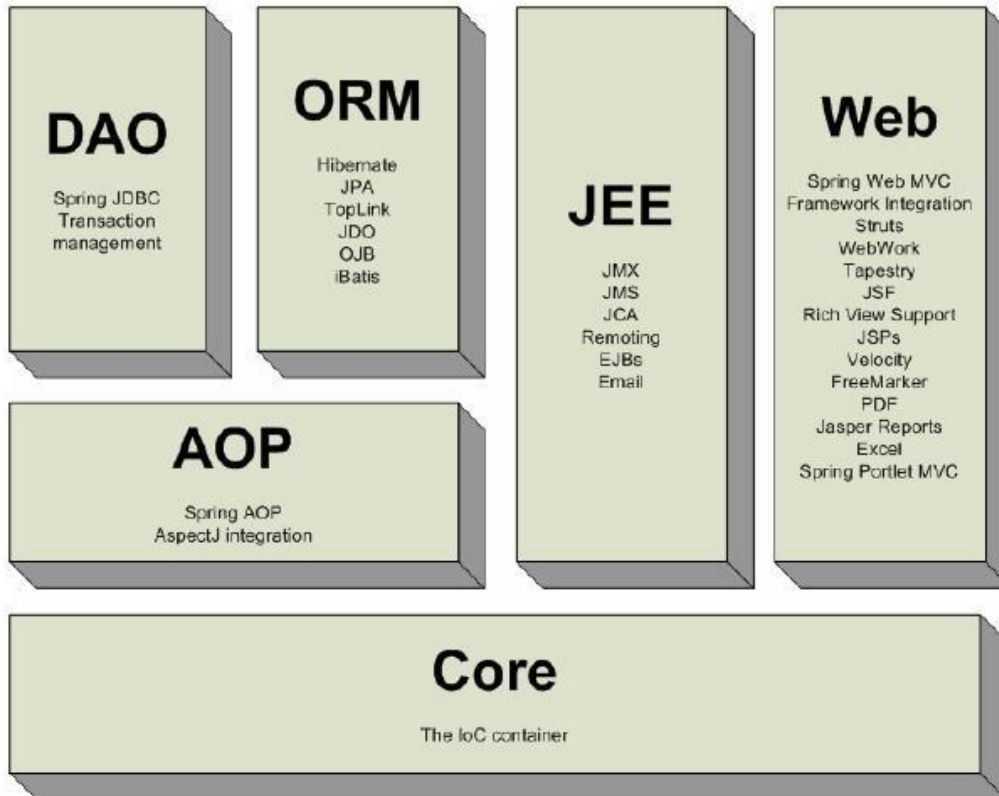 DAO
Spring JDBC
Transaction
management
ORM
Hibernate
JPA
TopLink
JDO
OJB
iBatis
JEE
JMX
JMS
JCA
Remoting
EJBs
Email
Web
Spring Web MVC
Framework Integration
Struts
WebWork
Tapestry
JSF
Rich View Support
JSPs
Velocity
FreeMarker
PDF
Jasper Reports
Excel
Spring Portlet MVC
AOP
Spring AOP
AspectJ integration
Core
The IoC container